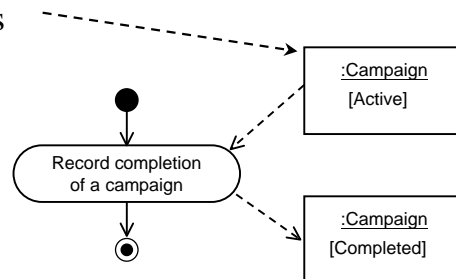 s
:Campaign
[Active]
Record completion
of a campaign
:Campaign
[Completed]